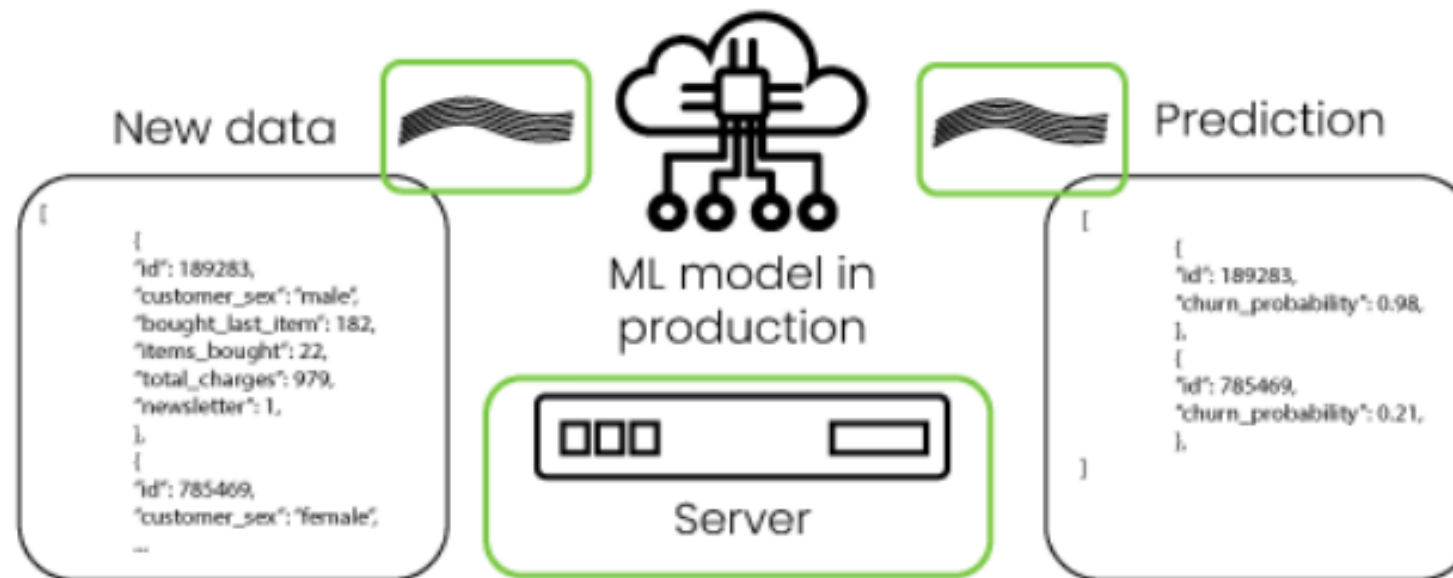 New data
[
{
"id": 189283,
"customer_sex": "male",
"bought_last_item": 182,
"items_bought": 22,
"total_charges": 979,
"newsletter": 1,
},
{
"id": 785469,
"customer_sex": "female",
...
ML model in
production
Server
Prediction
[
{
"id": 189283,
"churn_probability": 0.98,
},
{
"id": 785469,
"churn_probability": 0.21,
},
]